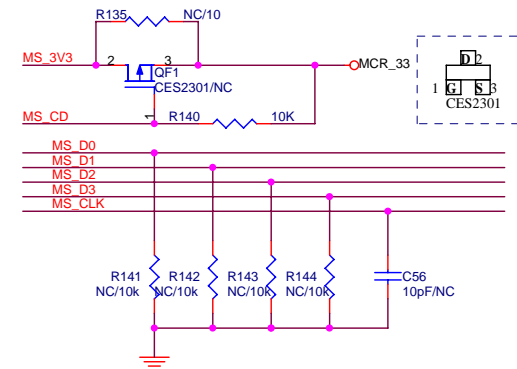 R135 NC/10
MS_3V3 2 3 MCR_33
QF1
CES2301/NC
D 2
1 G S 3
CES2301
MS_CD 1 R140 10K
MS_D0
MS_D1
MS_D2
MS_D3
MS_CLK
R141 R142 R143 R144 C56
NC/10k NC/10k NC/10k NC/10k 10pF/NC